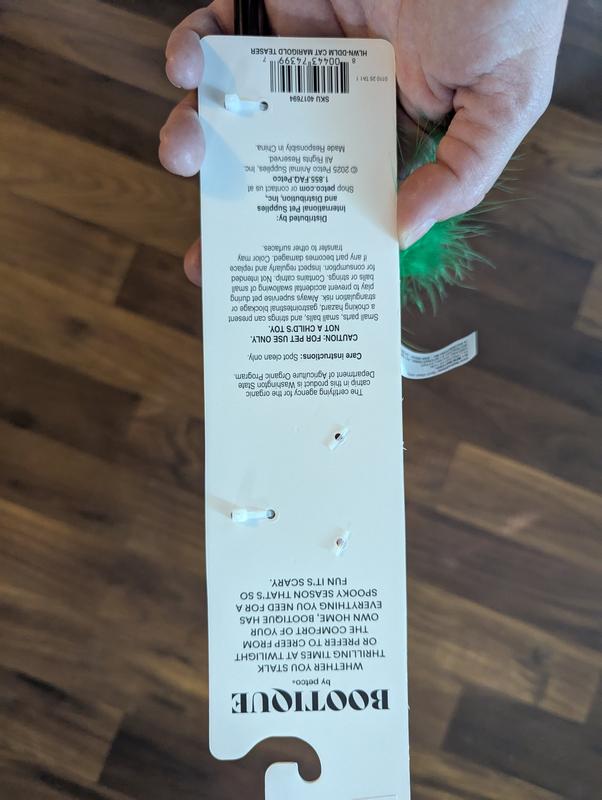 BOOTIQUE
by petco®
WHETHER YOU STALK
THRILLING TIMES AT TWILIGHT
OR PREFER TO CREEP FROM
THE COMFORT OF YOUR
OWN HOME, BOOTIQUE HAS
EVERYTHING YOU NEED FOR A
SPOOKY SEASON THAT'S SO
FUN IT'S SCARY.
The certifying agency for the organic
catnip in this product is Washington State
Department of Agriculture Organic Program.
Care instructions: Spot clean only.
CAUTION: FOR PET USE ONLY.
NOT A CHILD'S TOY.
Small parts, small balls, and strings can present
a choking hazard, gastrointestinal blockage or
strangulation risk. Always supervise pet during
play to prevent accidental swallowing of small
balls or strings. Contains catnip. Not intended
for consumption. Inspect regularly and replace
if any part becomes damaged. Color may
transfer to other surfaces.
Distributed by:
International Pet Supplies
and Distribution, Inc,
Shop petco.com or contact us at
1.855.FAQ.Petco
© 2025 Petco Animal Supplies, Inc.
All Rights Reserved.
Made Responsibly in China.
SKU 4017694
0110 25 TA1 1
8 00443 74399 7
HLWN-DDLM CAT MARIGOLD TEASER